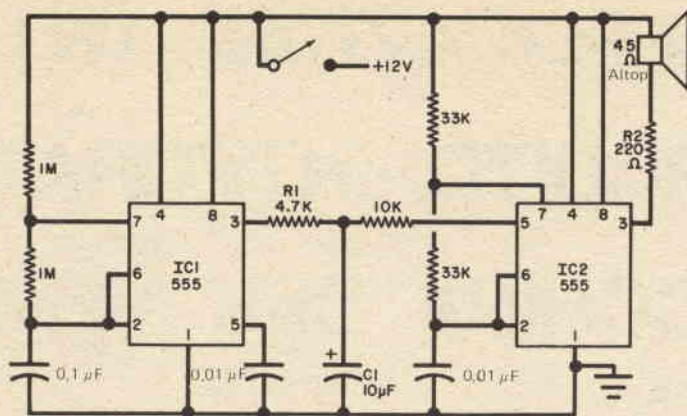 45
Ω
Altop
+12V
33K
R2
220
Ω
1M
R1
4.7K
10K
7
4
8
3
5
7
4
8
3
1M
6
IC1
555
33K
6
IC2
555
2
1
5
2
1
0,1 µF
0,01 µF
+
C1
10µF
0,01 µF